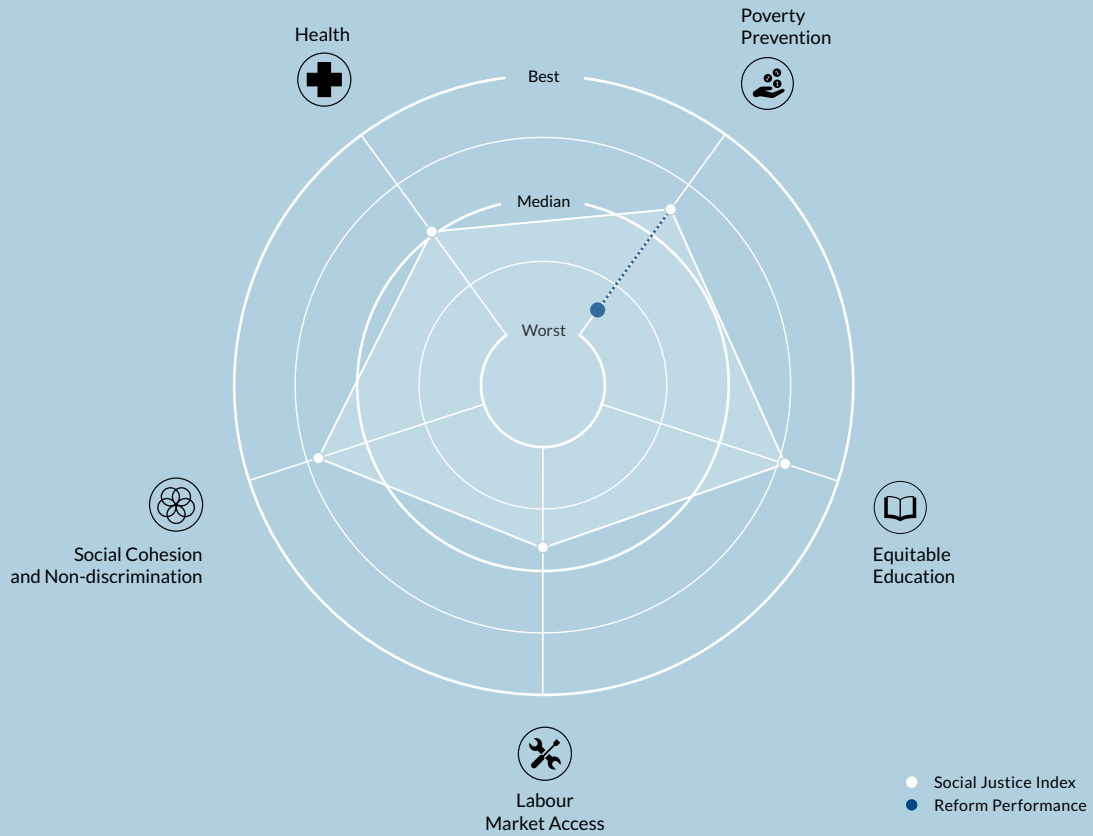 Health
Poverty
Prevention
Best
Median
Worst
Social Cohesion
and Non-discrimination
Equitable
Education
Labour
Market Access
Social Justice Index
Reform Performance